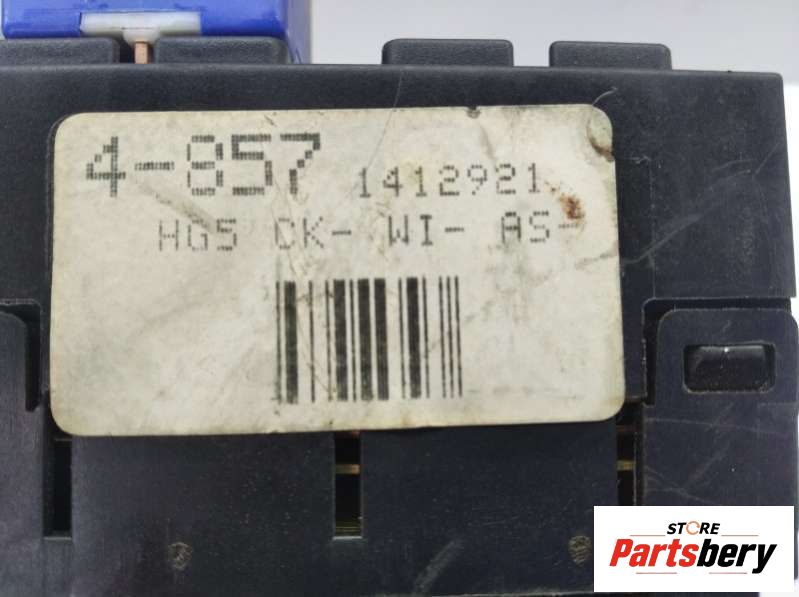 4-857 1412921
HG5 CK- WI- AS-
STORE
Partsbery